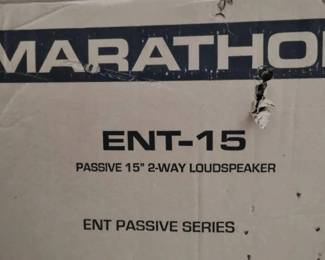 MARATHO
ENT-15
PASSIVE 15" 2-WAY LOUDSPEAKER
ENT PASSIVE SERIES